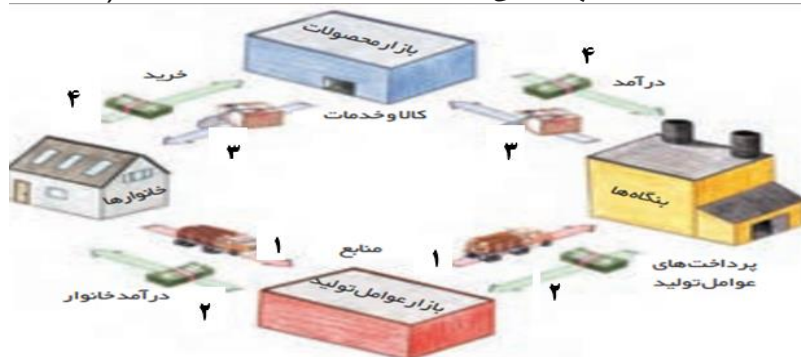 بازار محصولات
۴
درآمد
خرید
۴
کالا و خدمات
۳
۳
خانوارها
بنگاه‌ها
۱
منابع
۱
پرداخت‌های
عوامل تولید
درآمد خانوار
۲
بازار عوامل تولید
۲